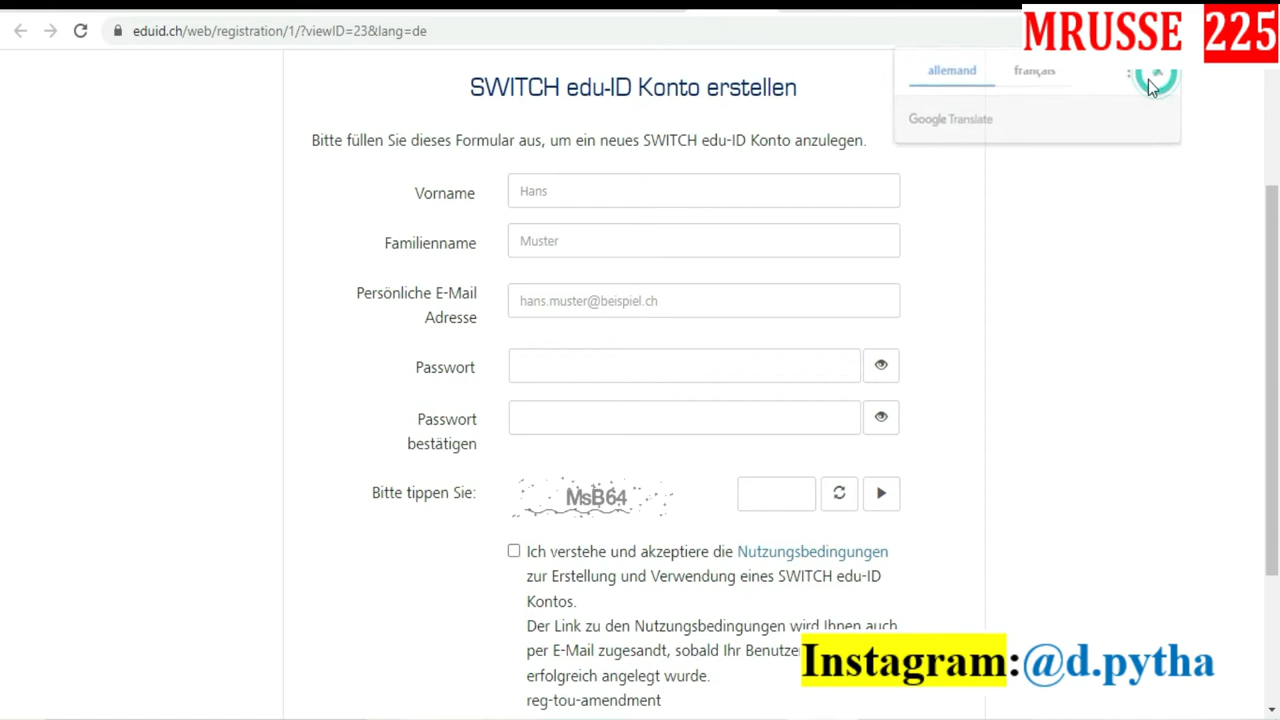 eduid.ch/web/registration/1/?viewID=23&lang=de
MRUSSE 225
allemand français
Google Translate
SWITCH edu-ID Konto erstellen
Bitte füllen Sie dieses Formular aus, um ein neues SWITCH edu-ID Konto anzulegen.
Vorname Hans
Familienname Muster
Persönliche E-Mail
Adresse
hans.muster@beispiel.ch
Passwort
Passwort
bestätigen
Bitte tippen Sie: MsB64
Ich verstehe und akzeptiere die Nutzungsbedingungen
zur Erstellung und Verwendung eines SWITCH edu-ID
Kontos.
Der Link zu den Nutzungsbedingungen wird Ihnen auch
per E-Mail zugesandt, sobald Ihr
erfolgreich angelegt wurde.
reg-tou-amendment
Instagram:@d.pytha